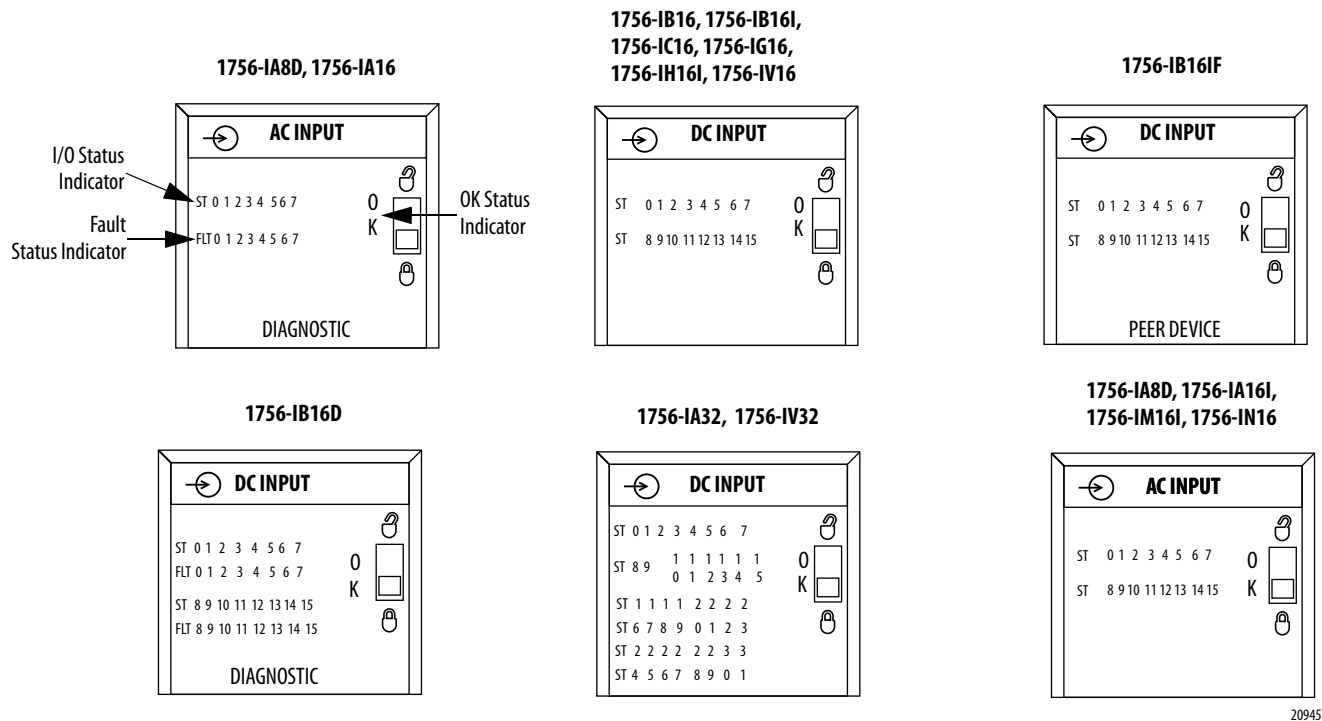 1756-IA8D, 1756-IA16
AC INPUT
I/O Status
Indicator
ST 0 1 2 3 4 5 6 7
Fault
Status Indicator
FLT 0 1 2 3 4 5 6 7
O
K
OK Status
Indicator
DIAGNOSTIC
1756-IB16, 1756-IB16I,
1756-IC16, 1756-IG16,
1756-IH16I, 1756-IV16
DC INPUT
ST 0 1 2 3 4 5 6 7
ST 8 9 10 11 12 13 14 15
O
K
1756-IB16IF
DC INPUT
ST 0 1 2 3 4 5 6 7
ST 8 9 10 11 12 13 14 15
O
K
PEER DEVICE
1756-IB16D
DC INPUT
ST 0 1 2 3 4 5 6 7
FLT 0 1 2 3 4 5 6 7
ST 8 9 10 11 12 13 14 15
FLT 8 9 10 11 12 13 14 15
O
K
DIAGNOSTIC
1756-IA32, 1756-IV32
DC INPUT
ST 0 1 2 3 4 5 6 7
ST 8 9 1 1 1 1 1 1
0 1 2 3 4 5
ST 1 1 1 1 2 2 2 2
ST 6 7 8 9 0 1 2 3
ST 2 2 2 2 2 2 3 3
ST 4 5 6 7 8 9 0 1
O
K
1756-IA8D, 1756-IA16I,
1756-IM16I, 1756-IN16
AC INPUT
ST 0 1 2 3 4 5 6 7
ST 8 9 10 11 12 13 14 15
O
K
20945